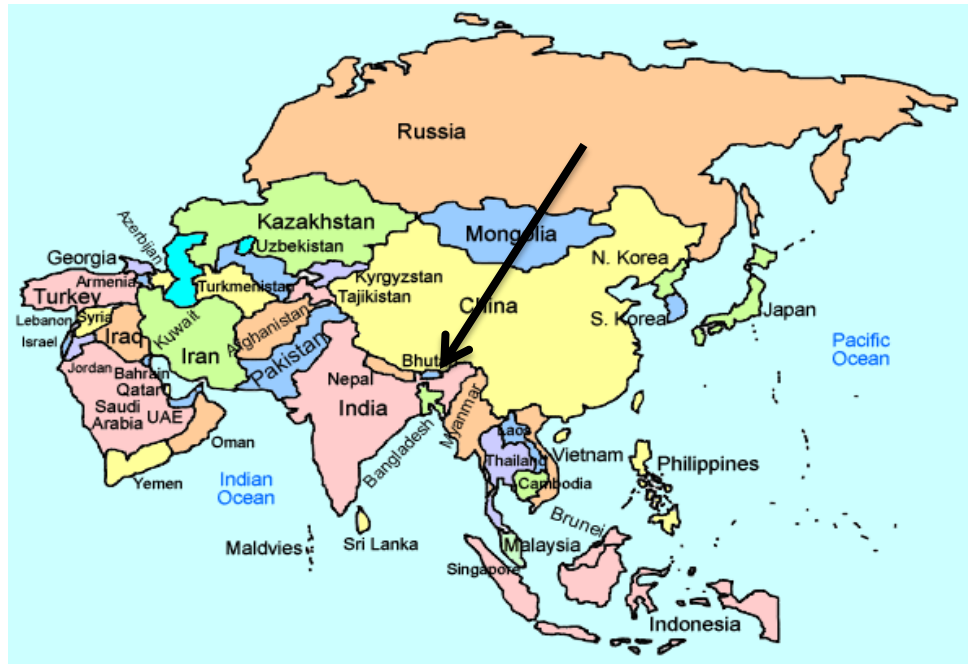 Russia
Kazakhstan
Mongolia
Azerbijan
Uzbekistan
Georgia
N. Korea
Kyrgyzstan
Armenia
Turkmenistan
Turkey
Tajikistan
China
Japan
Lebanon
Syria
Kuwait
Afghanistan
S. Korea
Iraq
Israel
Iran
Pakistan
Pacific
Ocean
Bhuta
Jordan
Bahrain
Nepal
Qatar
India
Saudi
Arabia
UAE
Myanmar
Oman
Bangladesh
Laos
Vietnam
Thailand
Philippines
Yemen
Indian
Ocean
Cambodia
Brunei
Maldvies
Sri Lanka
Malaysia
Singapore
Indonesia